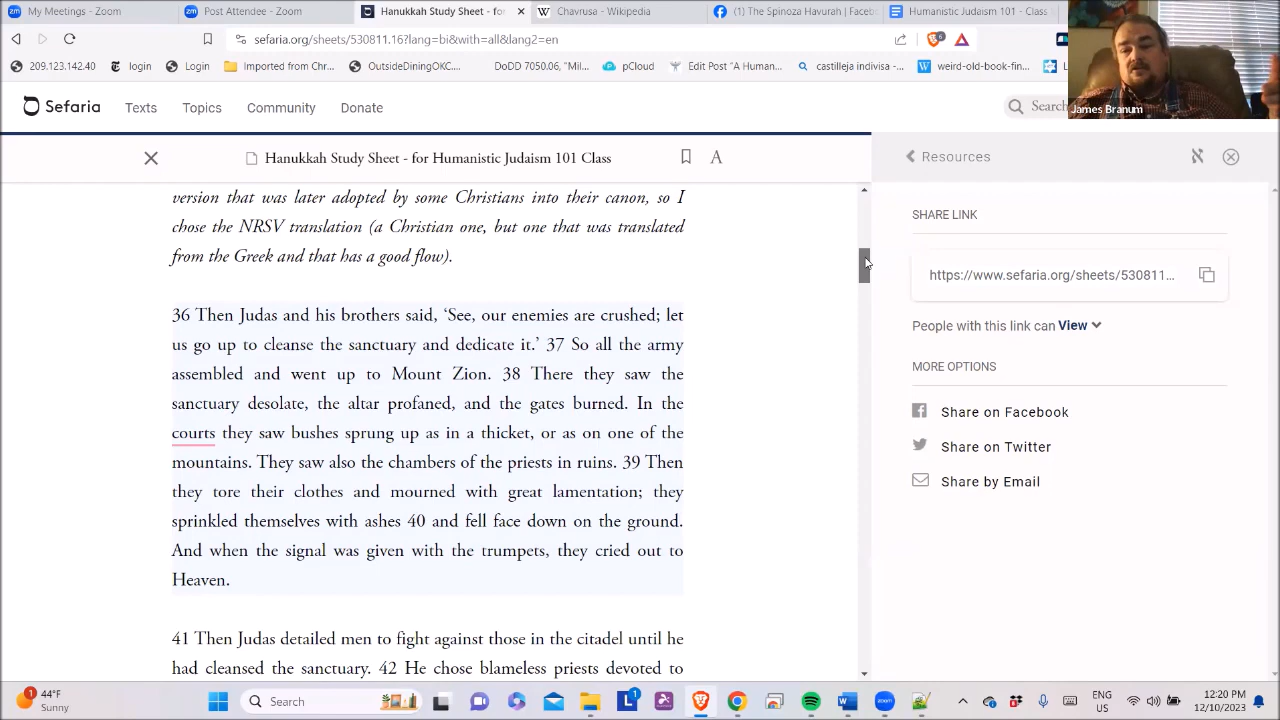 My Meetings - Zoom
Post Attendee - Zoom
Hanukkah Study Sheet - for
Chavrusa - Wikipedia
(1) The Spinoza Havurah | Facebo
Humanistic Judaism 101 - Class
sefaria.org/sheets/530811.16?lang=bi&with=all&lang2=en
6
209.123.142.40
login
Login
Imported from Chr...
OutsideDiningOKC....
DoDD 4 Mil...
pCloud
Edit Post "A Human...
castilleja indivisa -...
weird-old-book-fin...
James Branum
Sefaria
Texts
Topics
Community
Donate
Search
Hanukkah Study Sheet - for Humanistic Judaism 101 Class
A
Resources
version that was later adopted by some Christians into their canon, so I
chose the NRSV translation (a Christian one, but one that was translated
from the Greek and that has a good flow).
36 Then Judas and his brothers said, ‘See, our enemies are crushed; let
us go up to cleanse the sanctuary and dedicate it.’ 37 So all the army
assembled and went up to Mount Zion. 38 There they saw the
sanctuary desolate, the altar profaned, and the gates burned. In the
courts they saw bushes sprung up as in a thicket, or as on one of the
mountains. They saw also the chambers of the priests in ruins. 39 Then
they tore their clothes and mourned with great lamentation; they
sprinkled themselves with ashes 40 and fell face down on the ground.
And when the signal was given with the trumpets, they cried out to
Heaven.
41 Then Judas detailed men to fight against those in the citadel until he
had cleansed the sanctuary. 42 He chose blameless priests devoted to
SHARE LINK
https://www.sefaria.org/sheets/530811...
People with this link can View
MORE OPTIONS
Share on Facebook
Share on Twitter
Share by Email
1
44°F
Sunny
Search
1
ENG
US
12:20 PM
12/10/2023